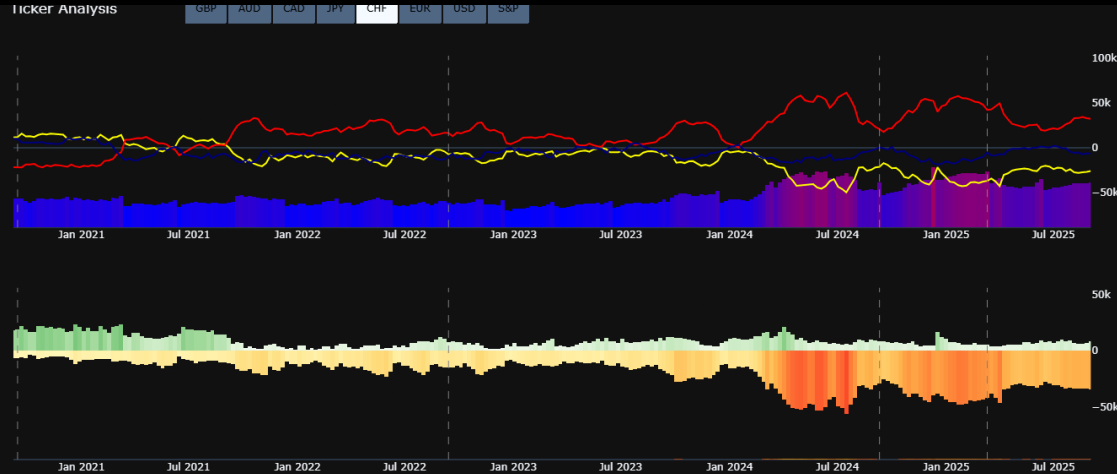 Ticker Analysis GBP AUD CAD JPY CHF EUR USD S&P
100k
50k
0
−50k
Jan 2021 Jul 2021 Jan 2022 Jul 2022 Jan 2023 Jul 2023 Jan 2024 Jul 2024 Jan 2025 Jul 2025
50k
0
−50k
Jan 2021 Jul 2021 Jan 2022 Jul 2022 Jan 2023 Jul 2023 Jan 2024 Jul 2024 Jan 2025 Jul 2025